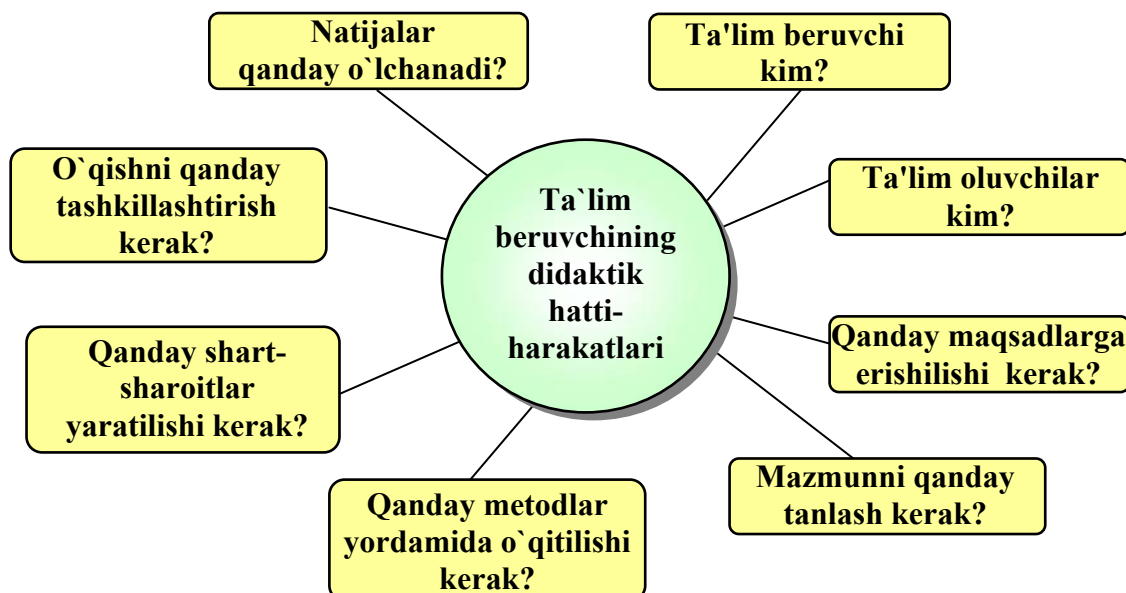 Natijalar
qanday o`lchanadi?
Ta'lim beruvchi
kim?
O`qishni qanday
tashkillashtirish
kerak?
Ta`lim
beruvchining
didaktik
hatti-
harakatlari
Ta'lim oluvchilar
kim?
Qanday shart-
sharoitlar
yaratilishi kerak?
Qanday maqsadlarga
erishilishi kerak?
Qanday metodlar
yordamida o`qitilishi
kerak?
Mazmunni qanday
tanlash kerak?